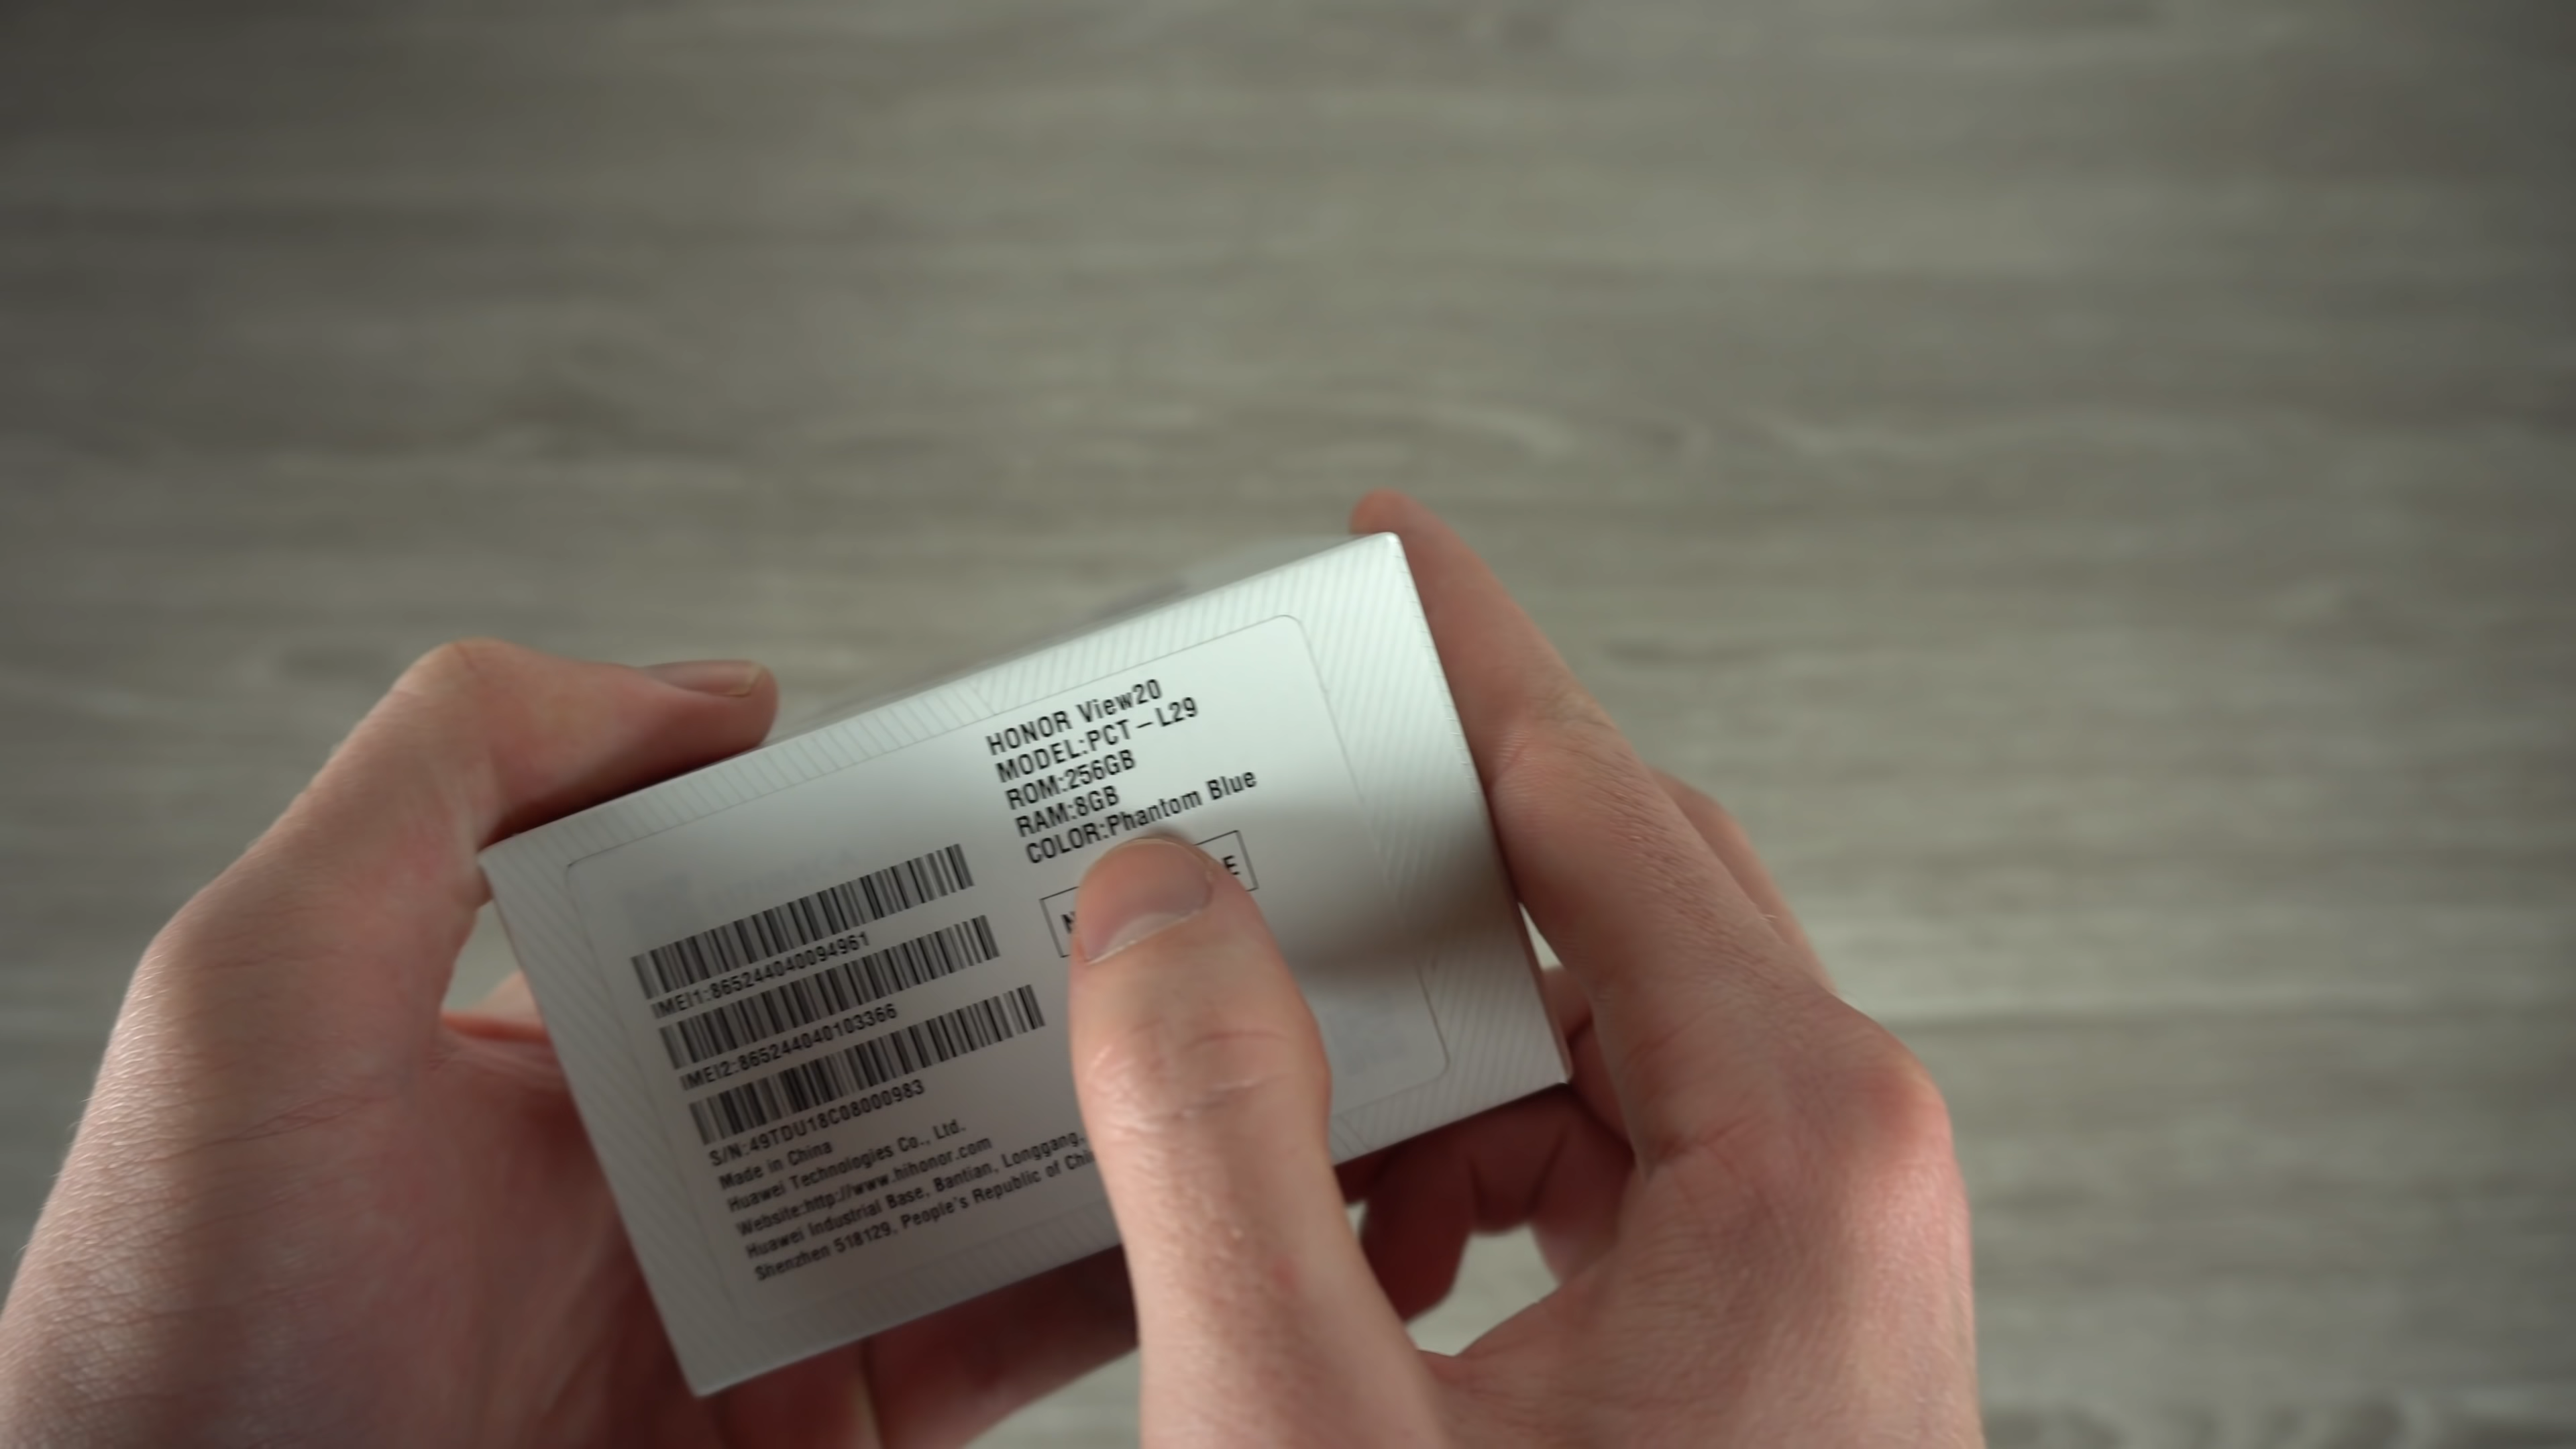 HONOR View20
MODEL:PCT-L29
ROM:256GB
RAM:8GB
COLOR:Phantom Blue
IMEI1:865244040094961
IMEI2:865244040103366
S/N:49TDU18C08000983
Made in China
Huawei Technologies Co., Ltd.
Website:http://www.hihonor.com
Huawei Industrial Base, Bantian, Longgang,
Shenzhen 518129, People's Republic of